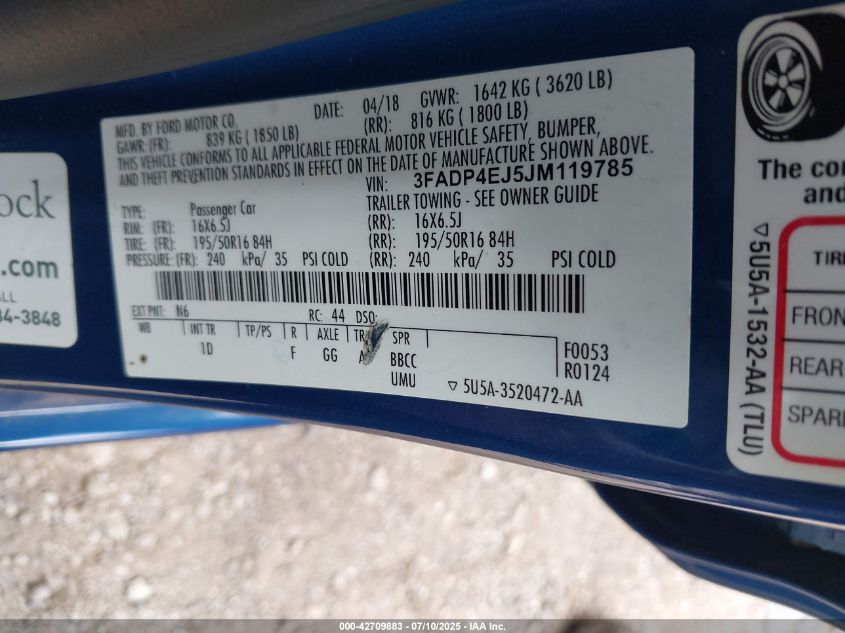 MFD. BY FORD MOTOR CO.
DATE: 04/18 GVWR: 1642 KG ( 3620 LB)
GAWR: (FR): 839 KG ( 1850 LB) (RR): 816 KG ( 1800 LB)
THIS VEHICLE CONFORMS TO ALL APPLICABLE FEDERAL MOTOR VEHICLE SAFETY, BUMPER,
AND THEFT PREVENTION STANDARDS IN EFFECT ON THE DATE OF MANUFACTURE SHOWN ABOVE.
VIN: 3FADP4EJ5JM119785
TYPE: Passenger Car TRAILER TOWING - SEE OWNER GUIDE
RIM: (FR): 16X6.5J (RR): 16X6.5J
TIRE: (FR): 195/50R16 84H (RR): 195/50R16 84H
PRESSURE: (FR): 240 kPa/ 35 PSI COLD (RR): 240 kPa/ 35 PSI COLD
EXT PNT: N6 RC: 44 DSO:
WB INT TR TP/PS R AXLE TR SPR
1D F GG BBCC
UMU
F0053
R0124
▽ 5U5A-3520472-AA
ock
.com
ALL
34-3848
The co
and
▽5U5A-1532-AA (TLU)
TIRE
FRON
REAR
SPAR
000-42709883 - 07/10/2025 - IAA Inc.